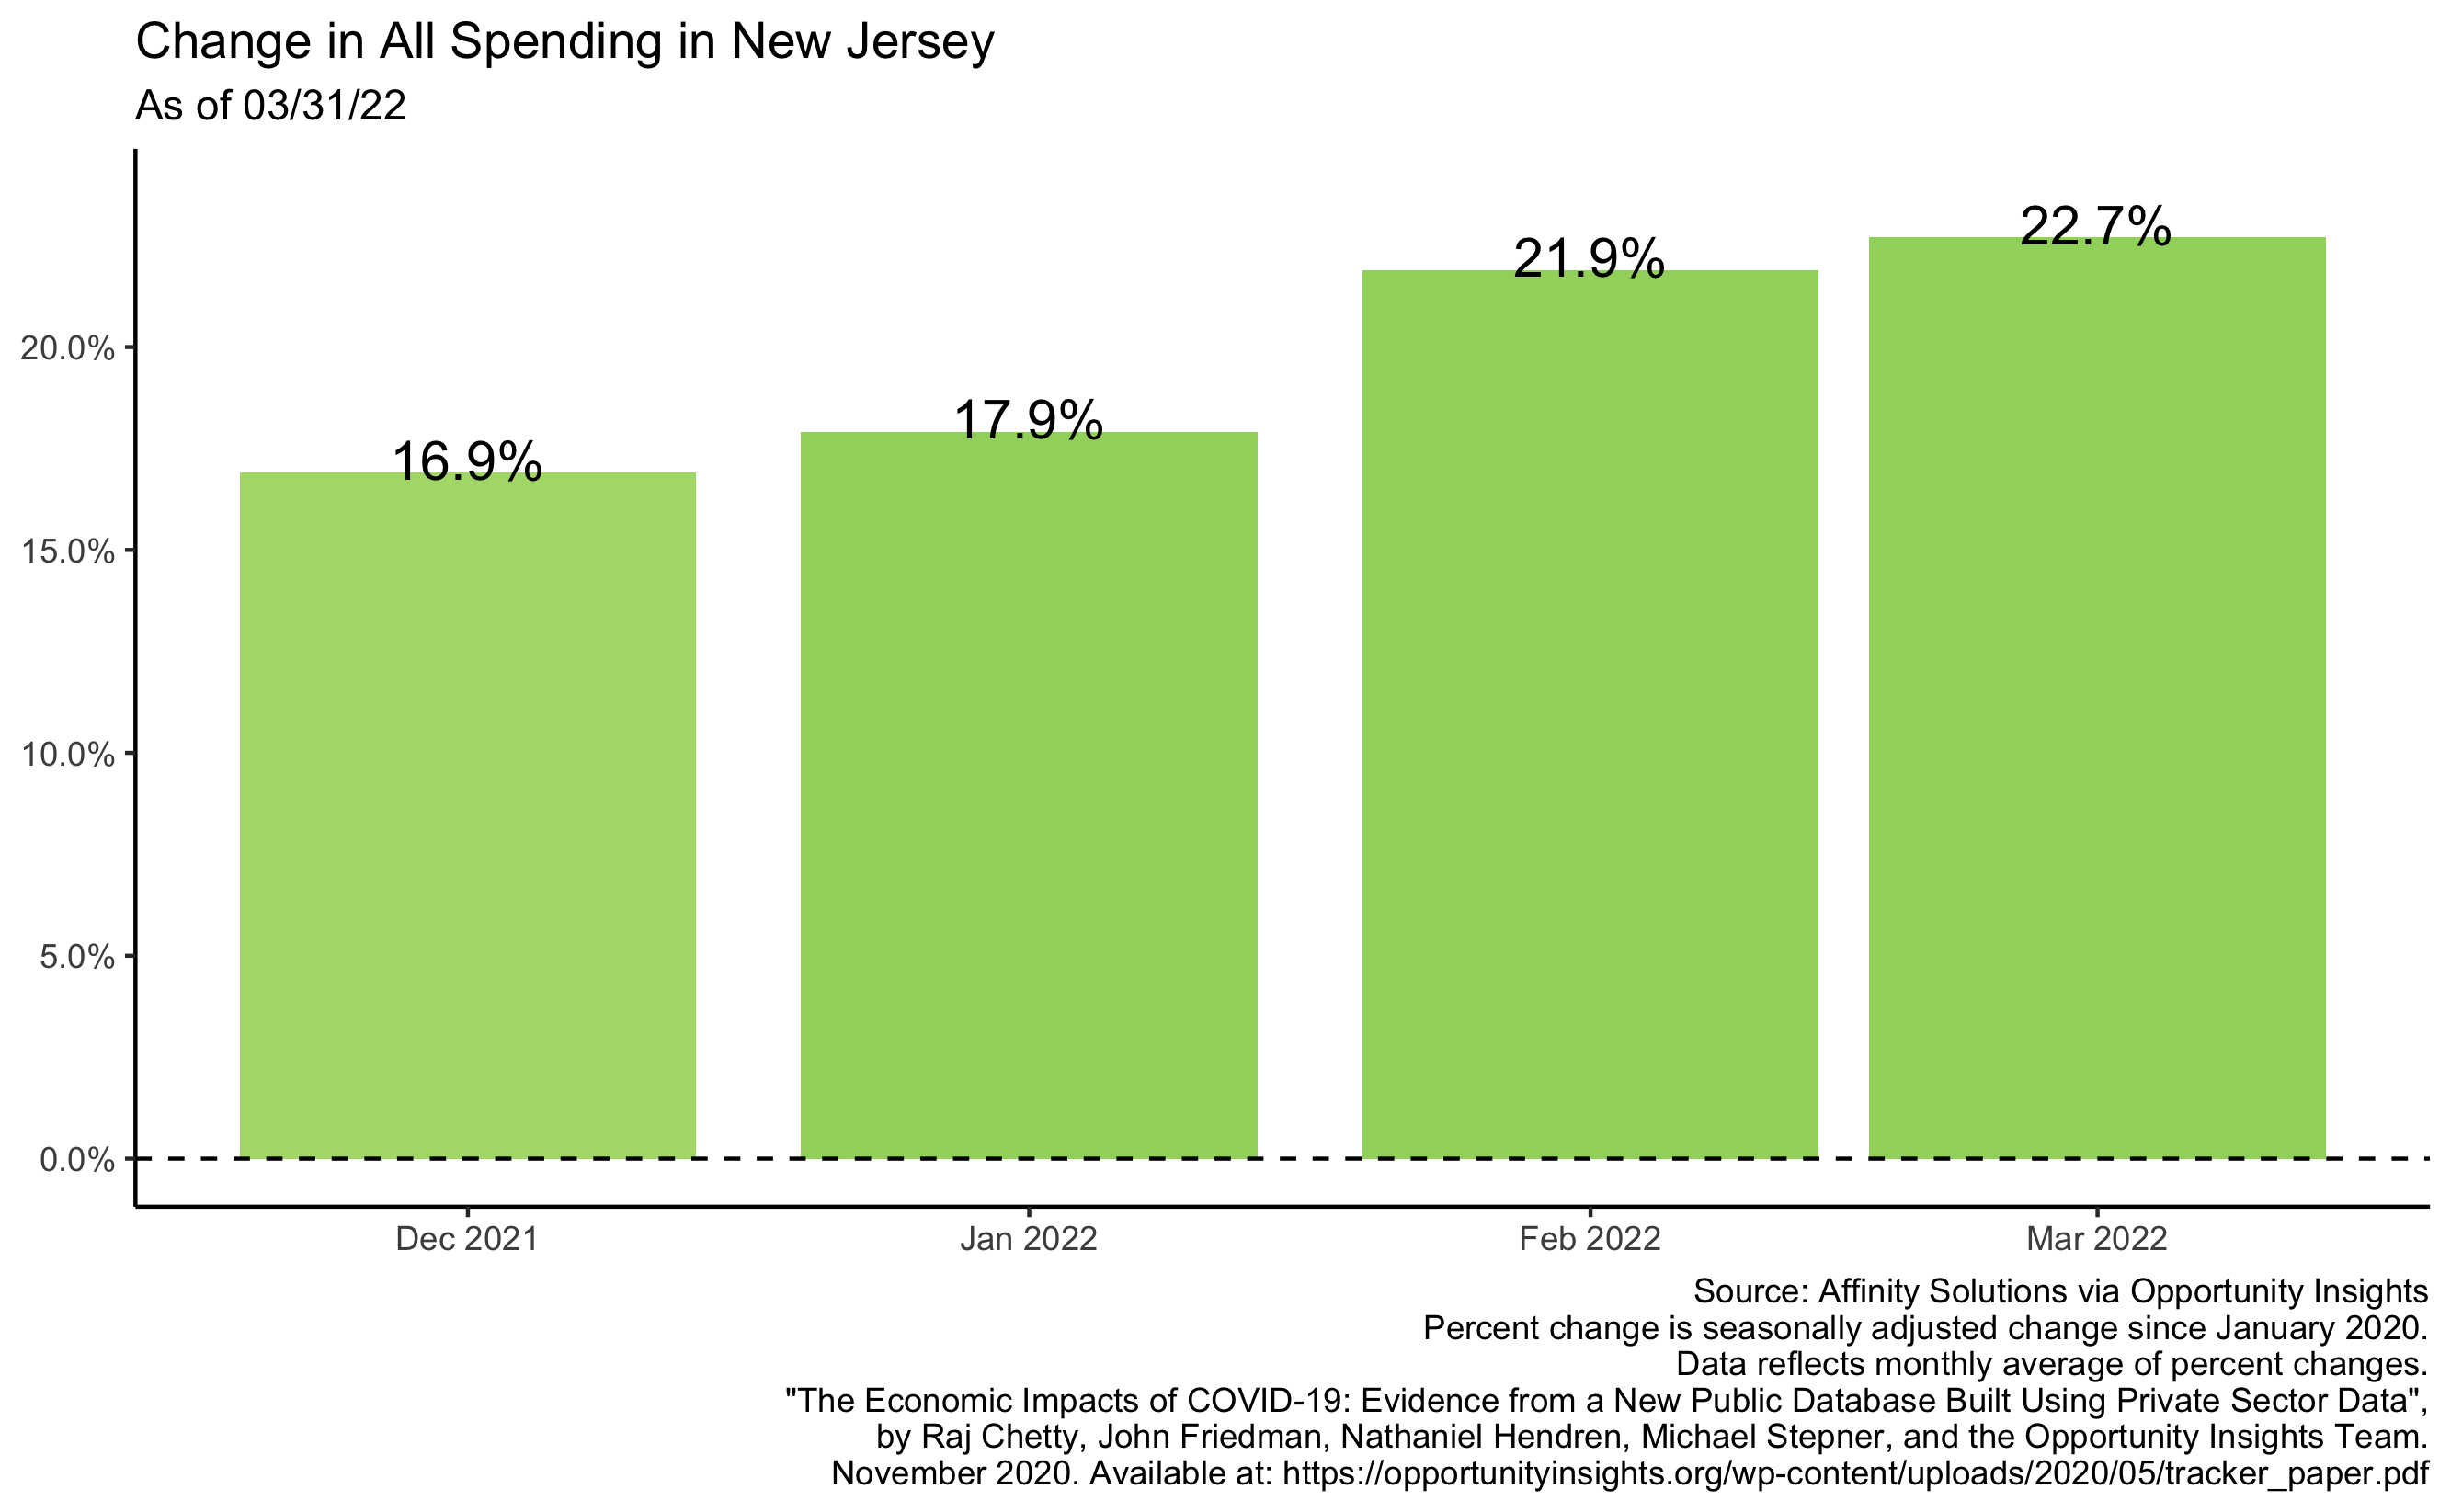 Change in All Spending in New Jersey
As of 03/31/22
22.7%
21.9%
20.0%
17.9%
16.9%
15.0%
10.0%
5.0%
0.0%
Dec 2021
Jan 2022
Feb 2022
Mar 2022
Source: Affinity Solutions via Opportunity Insights
Percent change is seasonally adjusted change since January 2020.
Data reflects monthly average of percent changes.
"The Economic Impacts of COVID-19: Evidence from a New Public Database Built Using Private Sector Data",
by Raj Chetty, John Friedman, Nathaniel Hendren, Michael Stepner, and the Opportunity Insights Team.
November 2020. Available at: https://opportunityinsights.org/wp-content/uploads/2020/05/tracker_paper.pdf